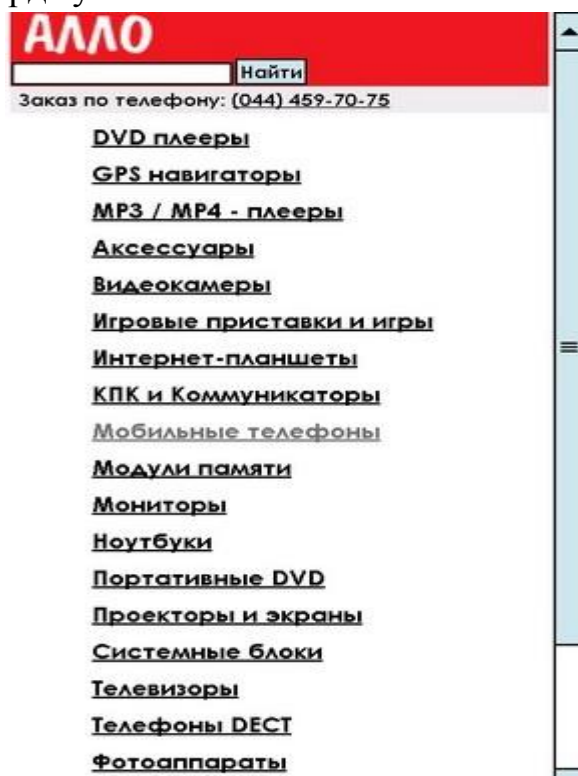 АЛЛО
Найти
Заказ по телефону: (044) 459-70-75
DVD плееры
GPS навигаторы
MP3 / MP4 - плееры
Аксессуары
Видеокамеры
Игровые приставки и игры
Интернет-планшеты
КПК и Коммуникаторы
Мобильные телефоны
Модули памяти
Мониторы
Ноутбуки
Портативные DVD
Проекторы и экраны
Системные блоки
Телевизоры
Телефоны DECT
Фотоаппараты